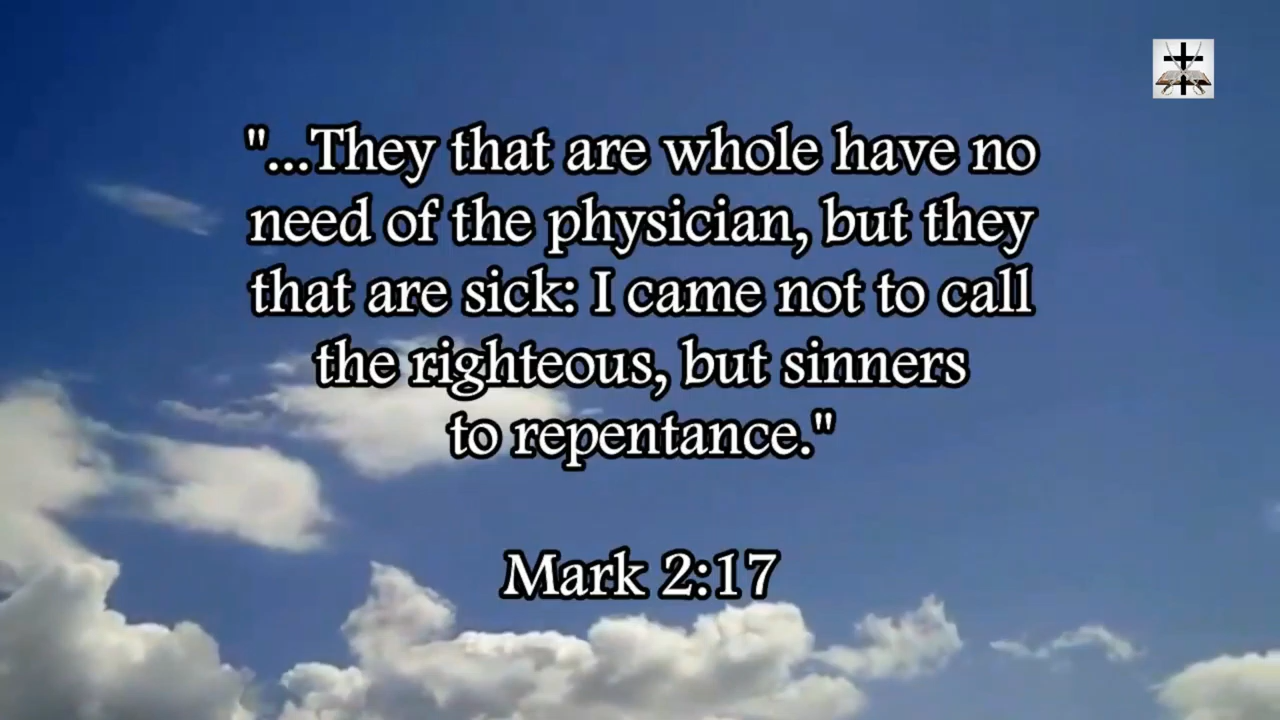 "...They that are whole have no
need of the physician, but they
that are sick: I came not to call
the righteous, but sinners
to repentance."
Mark 2:17